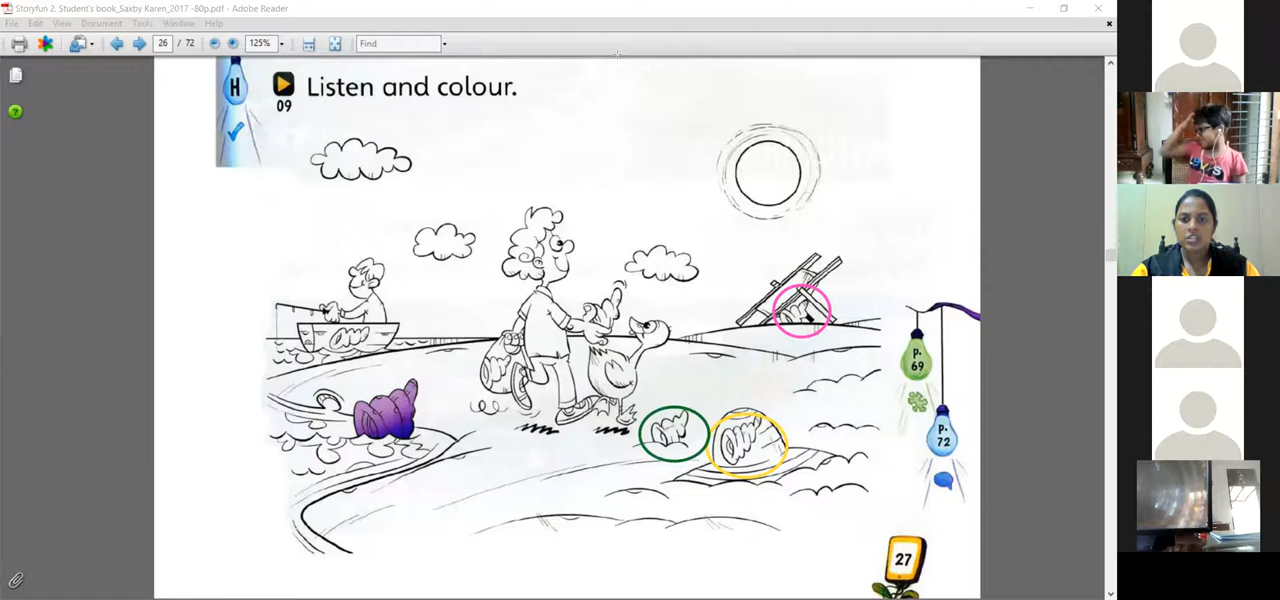 Storyfun 2. Student's book_Saxby Karen_2017 -80p.pdf - Adobe Reader
File Edit View Document Tools Window Help
26 / 72 125% Find
H 09 Listen and colour.
p. 69
p. 72
27